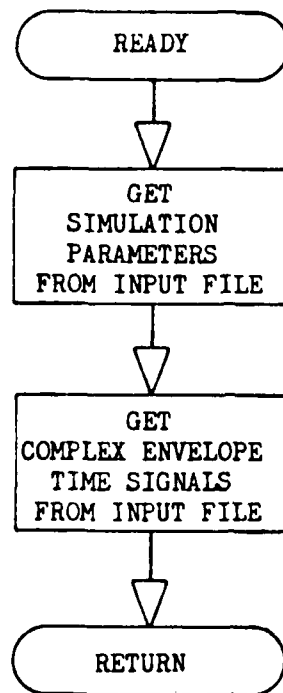 READY
GET
SIMULATION
PARAMETERS
FROM INPUT FILE
GET
COMPLEX ENVELOPE
TIME SIGNALS
FROM INPUT FILE
RETURN